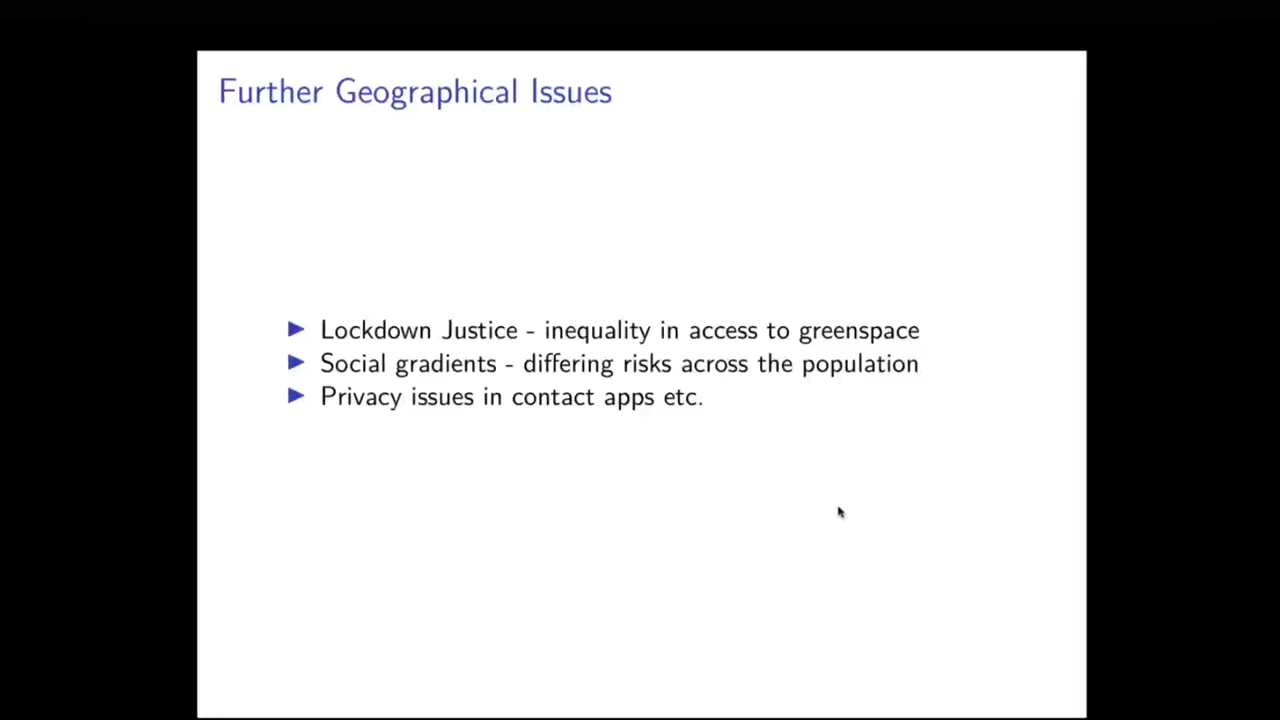 Further Geographical Issues
Lockdown Justice - inequality in access to greenspace
Social gradients - differing risks across the population
Privacy issues in contact apps etc.